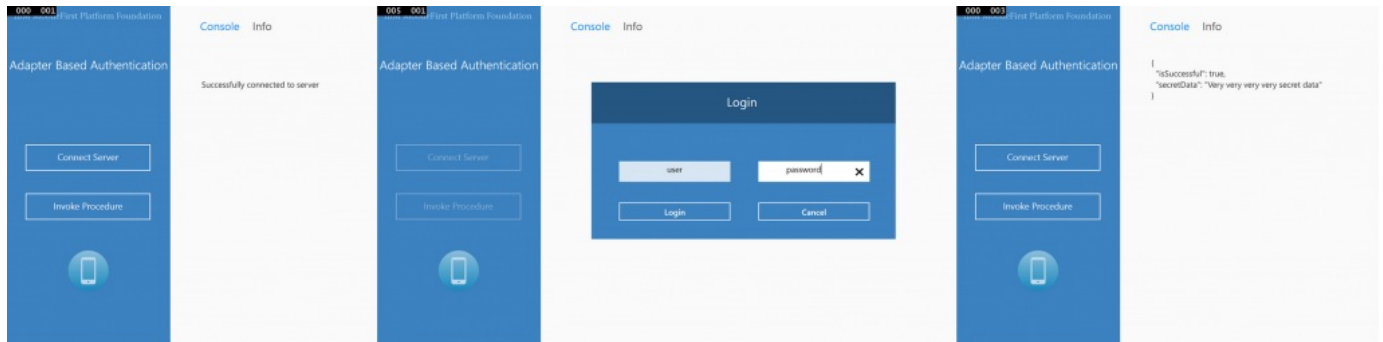 000 001
First Platform Foundation
Console Info
Adapter Based Authentication
Successfully connected to server
Connect Server
Invoke Procedure
005 001
First Platform Foundation
Console Info
Adapter Based Authentication
Login
Connect Server
user
password
Invoke Procedure
Login
Cancel
000 003
First Platform Foundation
Console Info
Adapter Based Authentication
{
"isSuccessful": true,
"secretData": "Very very very very secret data"
}
Connect Server
Invoke Procedure